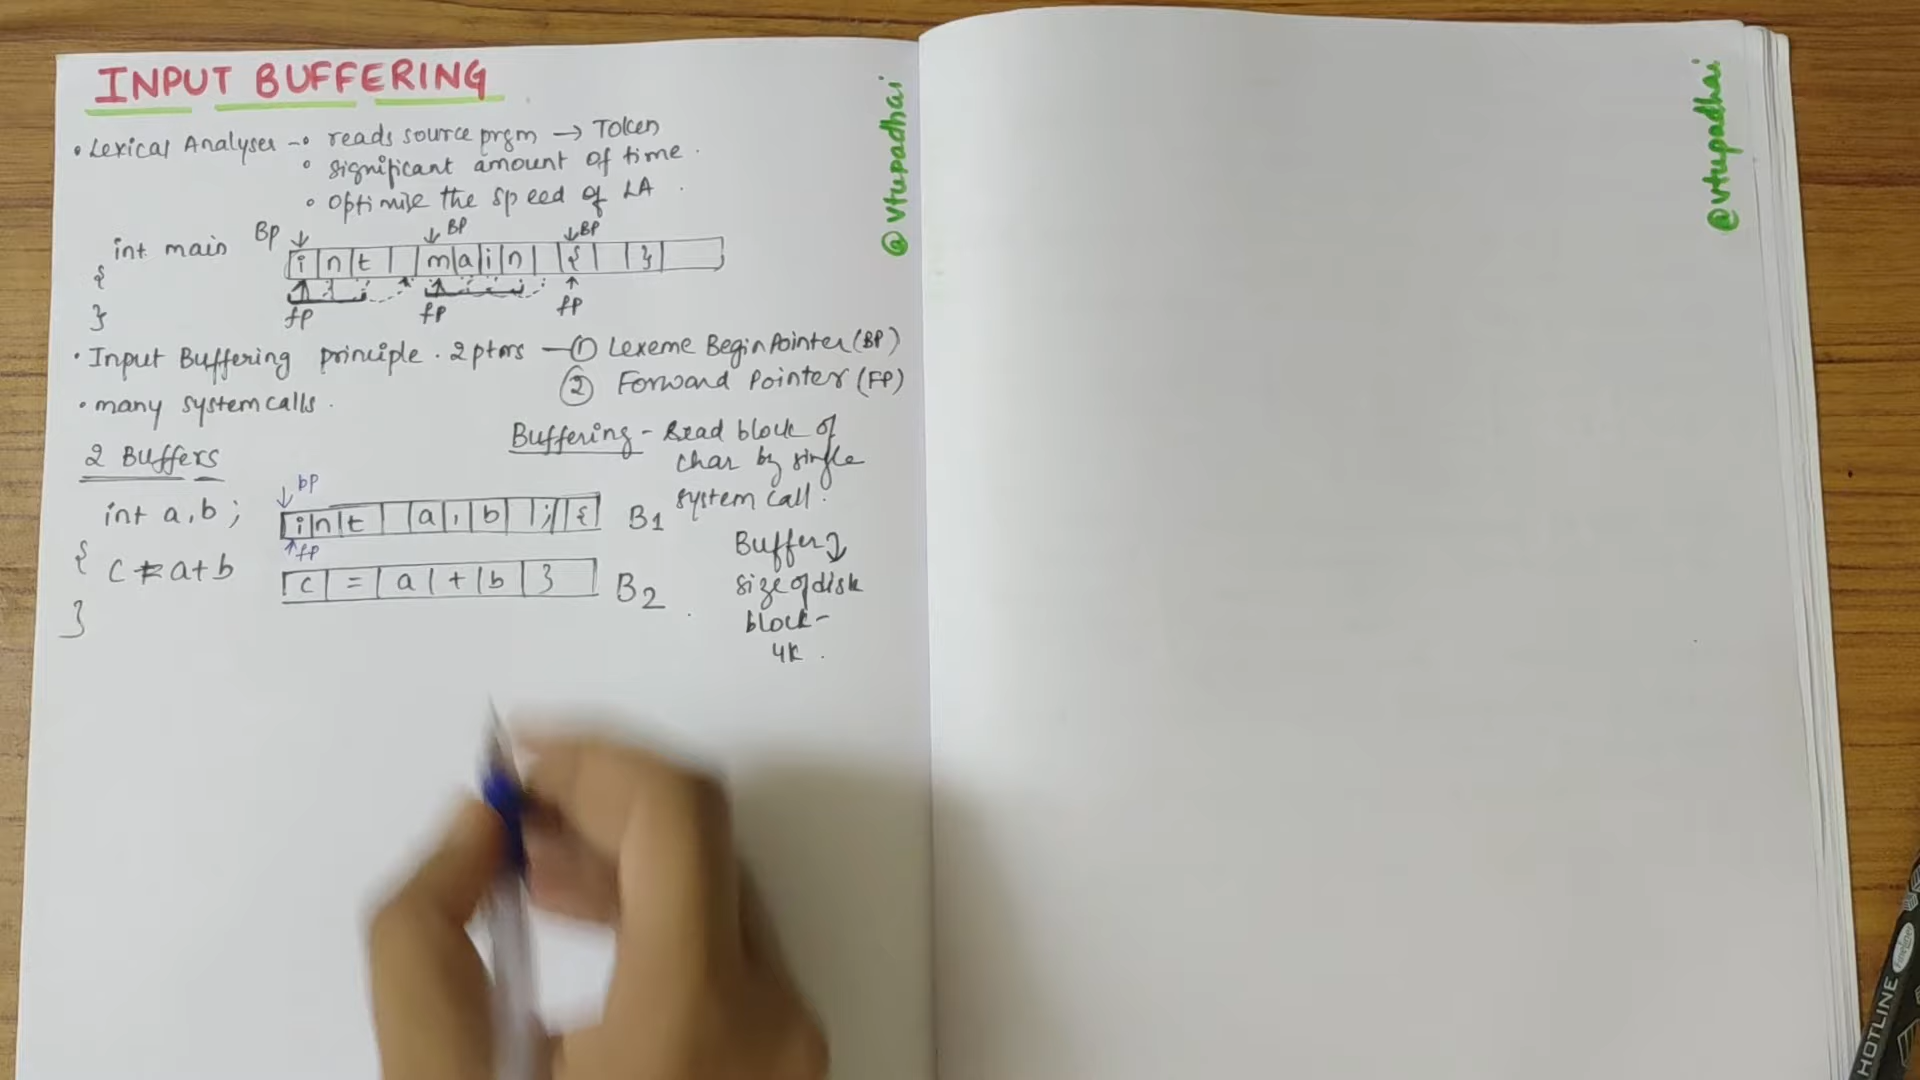 INPUT BUFFERING
• Lexical Analyser – • reads source prgm → Token
• significant amount of time.
• Optimize the speed of LA.
int main
{
}
BP BP BP
i n t m a i n { }
fp fp fp
• Input Buffering principle. 2 ptrs — ① Lexeme Begin Pointer (BP)
② Forward Pointer (FP)
• many system calls.
Buffering - Read block of
char by single
system call.
2 Buffers
int a, b ;
{ c = a + b
}
bp
i n t a , b ; { B1
fp
c = a + b } B2
Buffer
size of disk
block -
4K.
@vtupadhai
@vtupadhai
HOTLINE